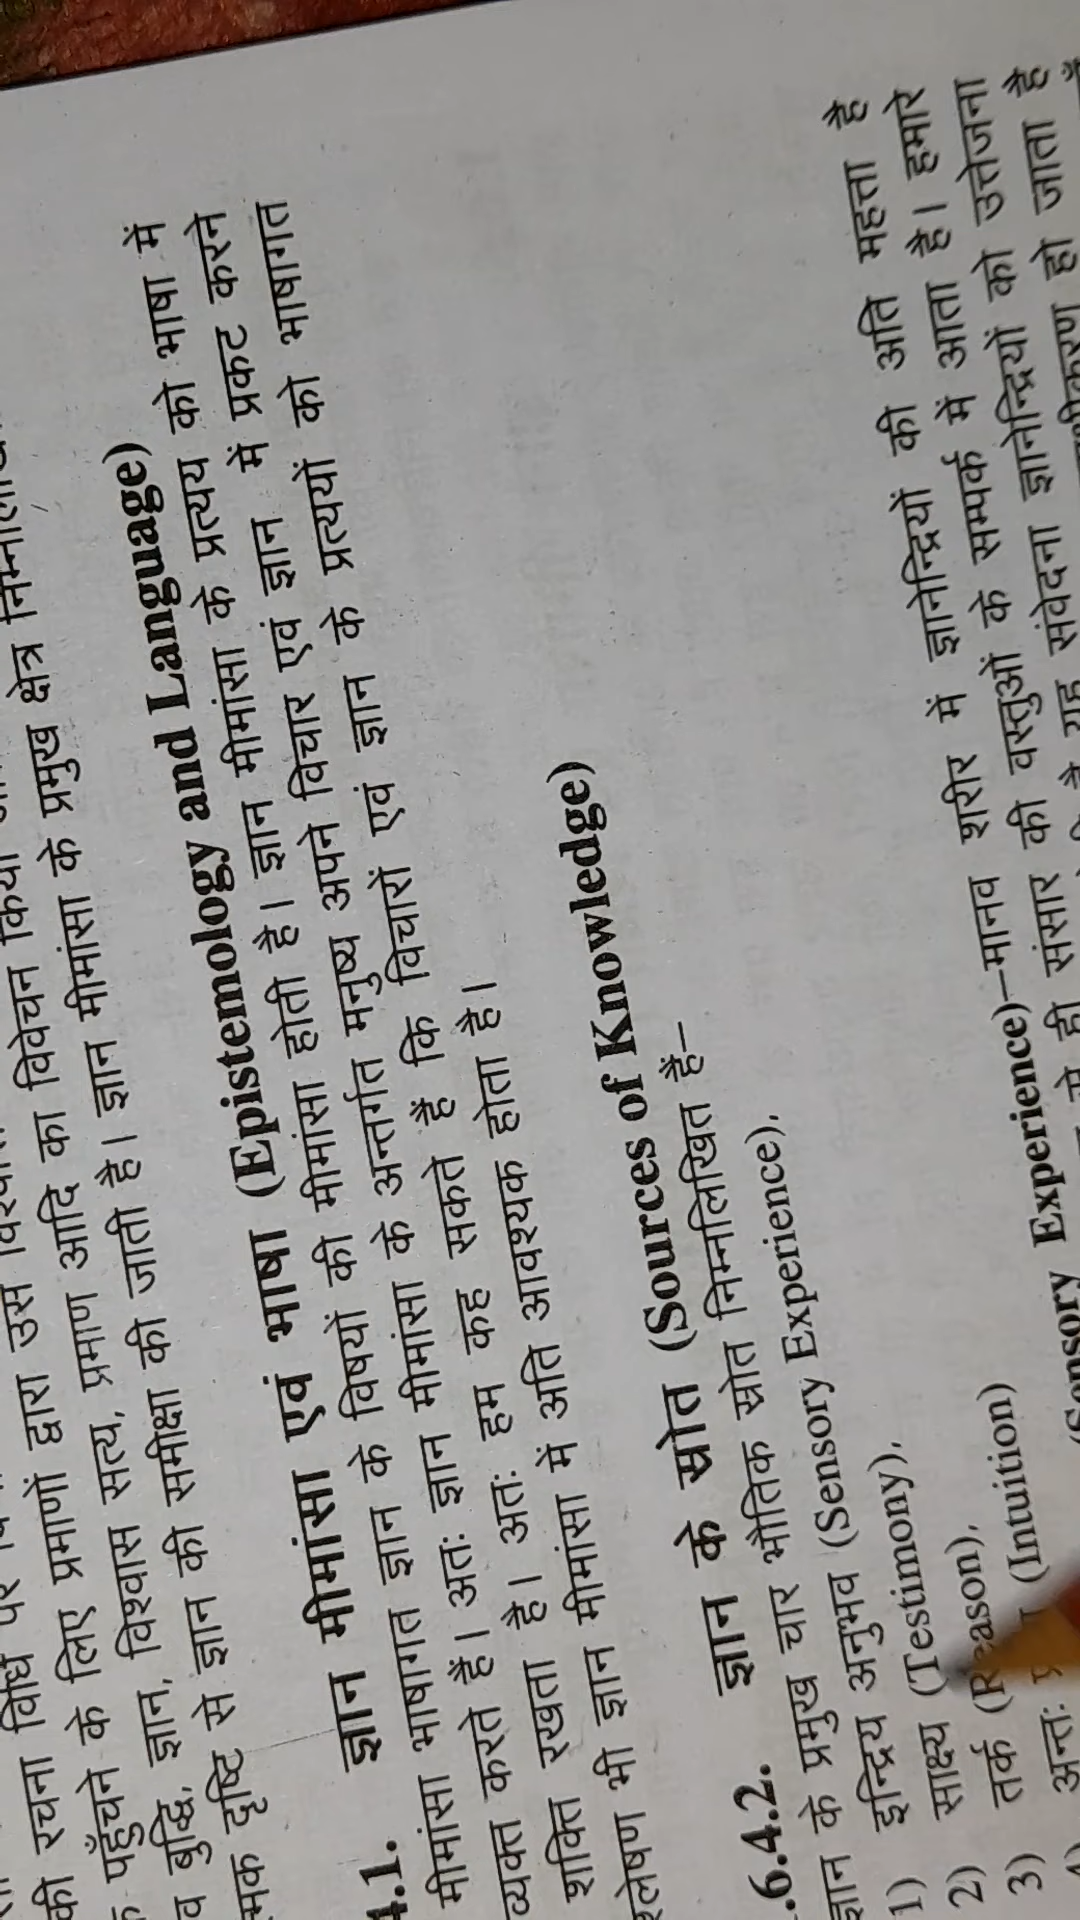 की रचना विधि पर
के पहुँचने के लिए प्रमाणों द्वारा उस
व बुद्धि, ज्ञान, विश्वास सत्य, प्रमाण आदि का विवेचन किया
मक दृष्टि से ज्ञान की समीक्षा की जाती है। ज्ञान मीमांसा के प्रमुख क्षेत्र
4.1. ज्ञान मीमांसा एवं भाषा (Epistemology and Language)
मीमांसा भाषागत ज्ञान के विषयों की मीमांसा होती है। ज्ञान मीमांसा के प्रत्यय को भाषा में
व्यक्त करते हैं। अतः ज्ञान मीमांसा के अन्तर्गत मनुष्य अपने विचार एवं ज्ञान में प्रकट करने
शक्ति रखता है। अतः हम कह सकते हैं कि विचारों एवं ज्ञान के प्रत्ययों को भाषागत
श्लेषण भी ज्ञान मीमांसा में अति आवश्यक होता है।
.6.4.2. ज्ञान के स्रोत (Sources of Knowledge)
ज्ञान के प्रमुख चार भौतिक स्रोत निम्नलिखित हैं–
1) इन्द्रिय अनुभव (Sensory Experience),
2) साक्ष्य (Testimony),
3) तर्क (Reason),
अन्तः (Intuition)
(Sensory Experience)–मानव शरीर में ज्ञानेन्द्रियों की अति महत्ता है
से ही संसार की वस्तुओं के सम्पर्क में आता है। हमारे
संवेदना ज्ञानेन्द्रियों को उत्तेजना
हो जाता है